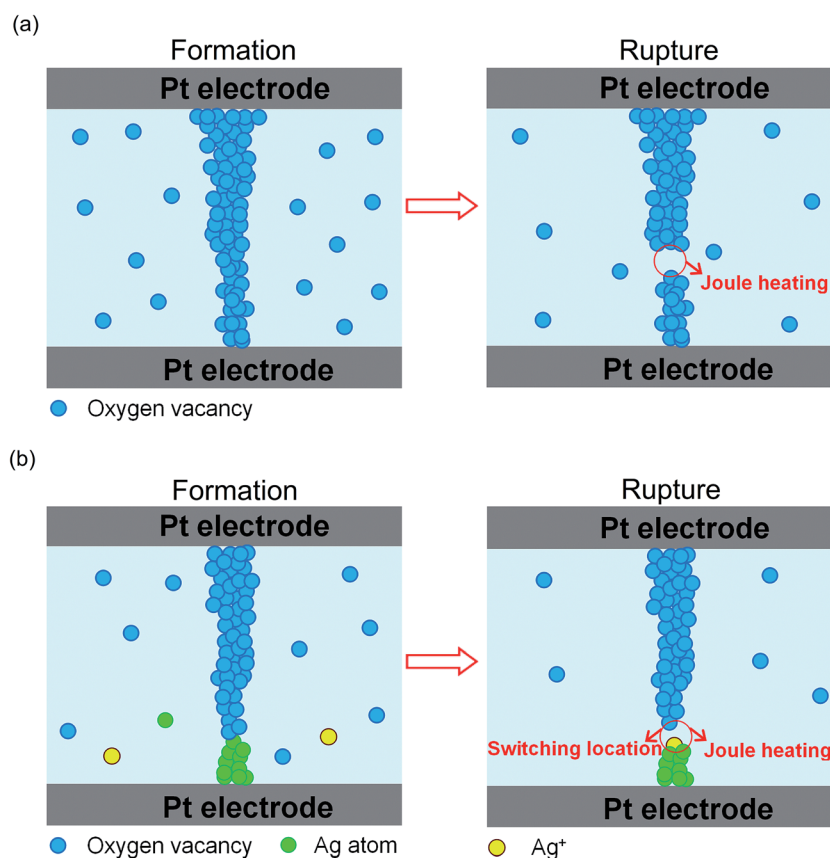 (a)
Formation
Rupture
Pt electrode
Pt electrode
Joule heating
Pt electrode
Pt electrode
Oxygen vacancy
(b)
Formation
Rupture
Pt electrode
Pt electrode
Switching location
Joule heating
Pt electrode
Pt electrode
Oxygen vacancy
Ag atom
Ag⁺